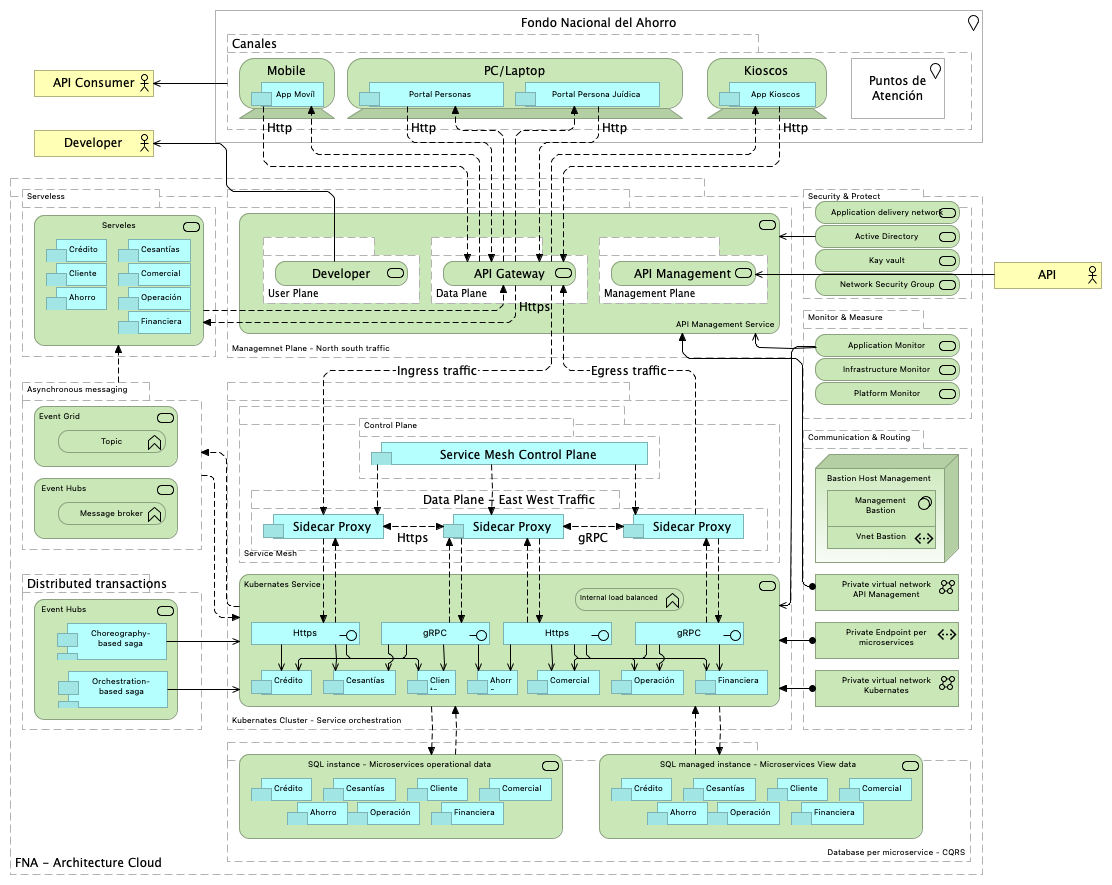 Fondo Nacional del Ahorro
Canales
Mobile
App Movíl
PC/Laptop
Portal Personas
Portal Persona Jurídica
Kioscos
App Kioscos
Puntos de
Atención
API Consumer
Developer
Http
Http
Http
Http
Serveless
Serveles
Crédito
Cesantías
Cliente
Comercial
Ahorro
Operación
Financiera
Developer
User Plane
API Gateway
Data Plane
Https
API Management
Management Plane
API Management Service
Managemnet Plane - North south traffic
Security & Protect
Application delivery network
Active Directory
Kay vault
Network Security Group
API
Monitor & Measure
Application Monitor
Infrastructure Monitor
Platform Monitor
Ingress traffic
Egress traffic
Asynchronous messaging
Event Grid
Topic
Event Hubs
Message broker
Control Plane
Service Mesh Control Plane
Data Plane - East West Traffic
Sidecar Proxy
Https
Sidecar Proxy
gRPC
Sidecar Proxy
Service Mesh
Communication & Routing
Bastion Host Management
Management
Bastion
Vnet Bastion
Private virtual network
API Management
Private Endpoint per
microservices
Private virtual network
Kubernetes
Distributed transactions
Event Hubs
Choreography-
based saga
Orchestration-
based saga
Kubernates Service
Internal load balanced
Https
gRPC
Https
gRPC
Crédito
Cesantías
Clien
Ahorr
Comercial
Operación
Financiera
Kubernates Cluster - Service orchestration
SQL instance - Microservices operational data
Crédito
Cesantías
Cliente
Comercial
Ahorro
Operación
Financiera
SQL managed instance - Microservices View data
Crédito
Cesantías
Cliente
Comercial
Ahorro
Operación
Financiera
Database per microservice - CQRS
FNA - Architecture Cloud